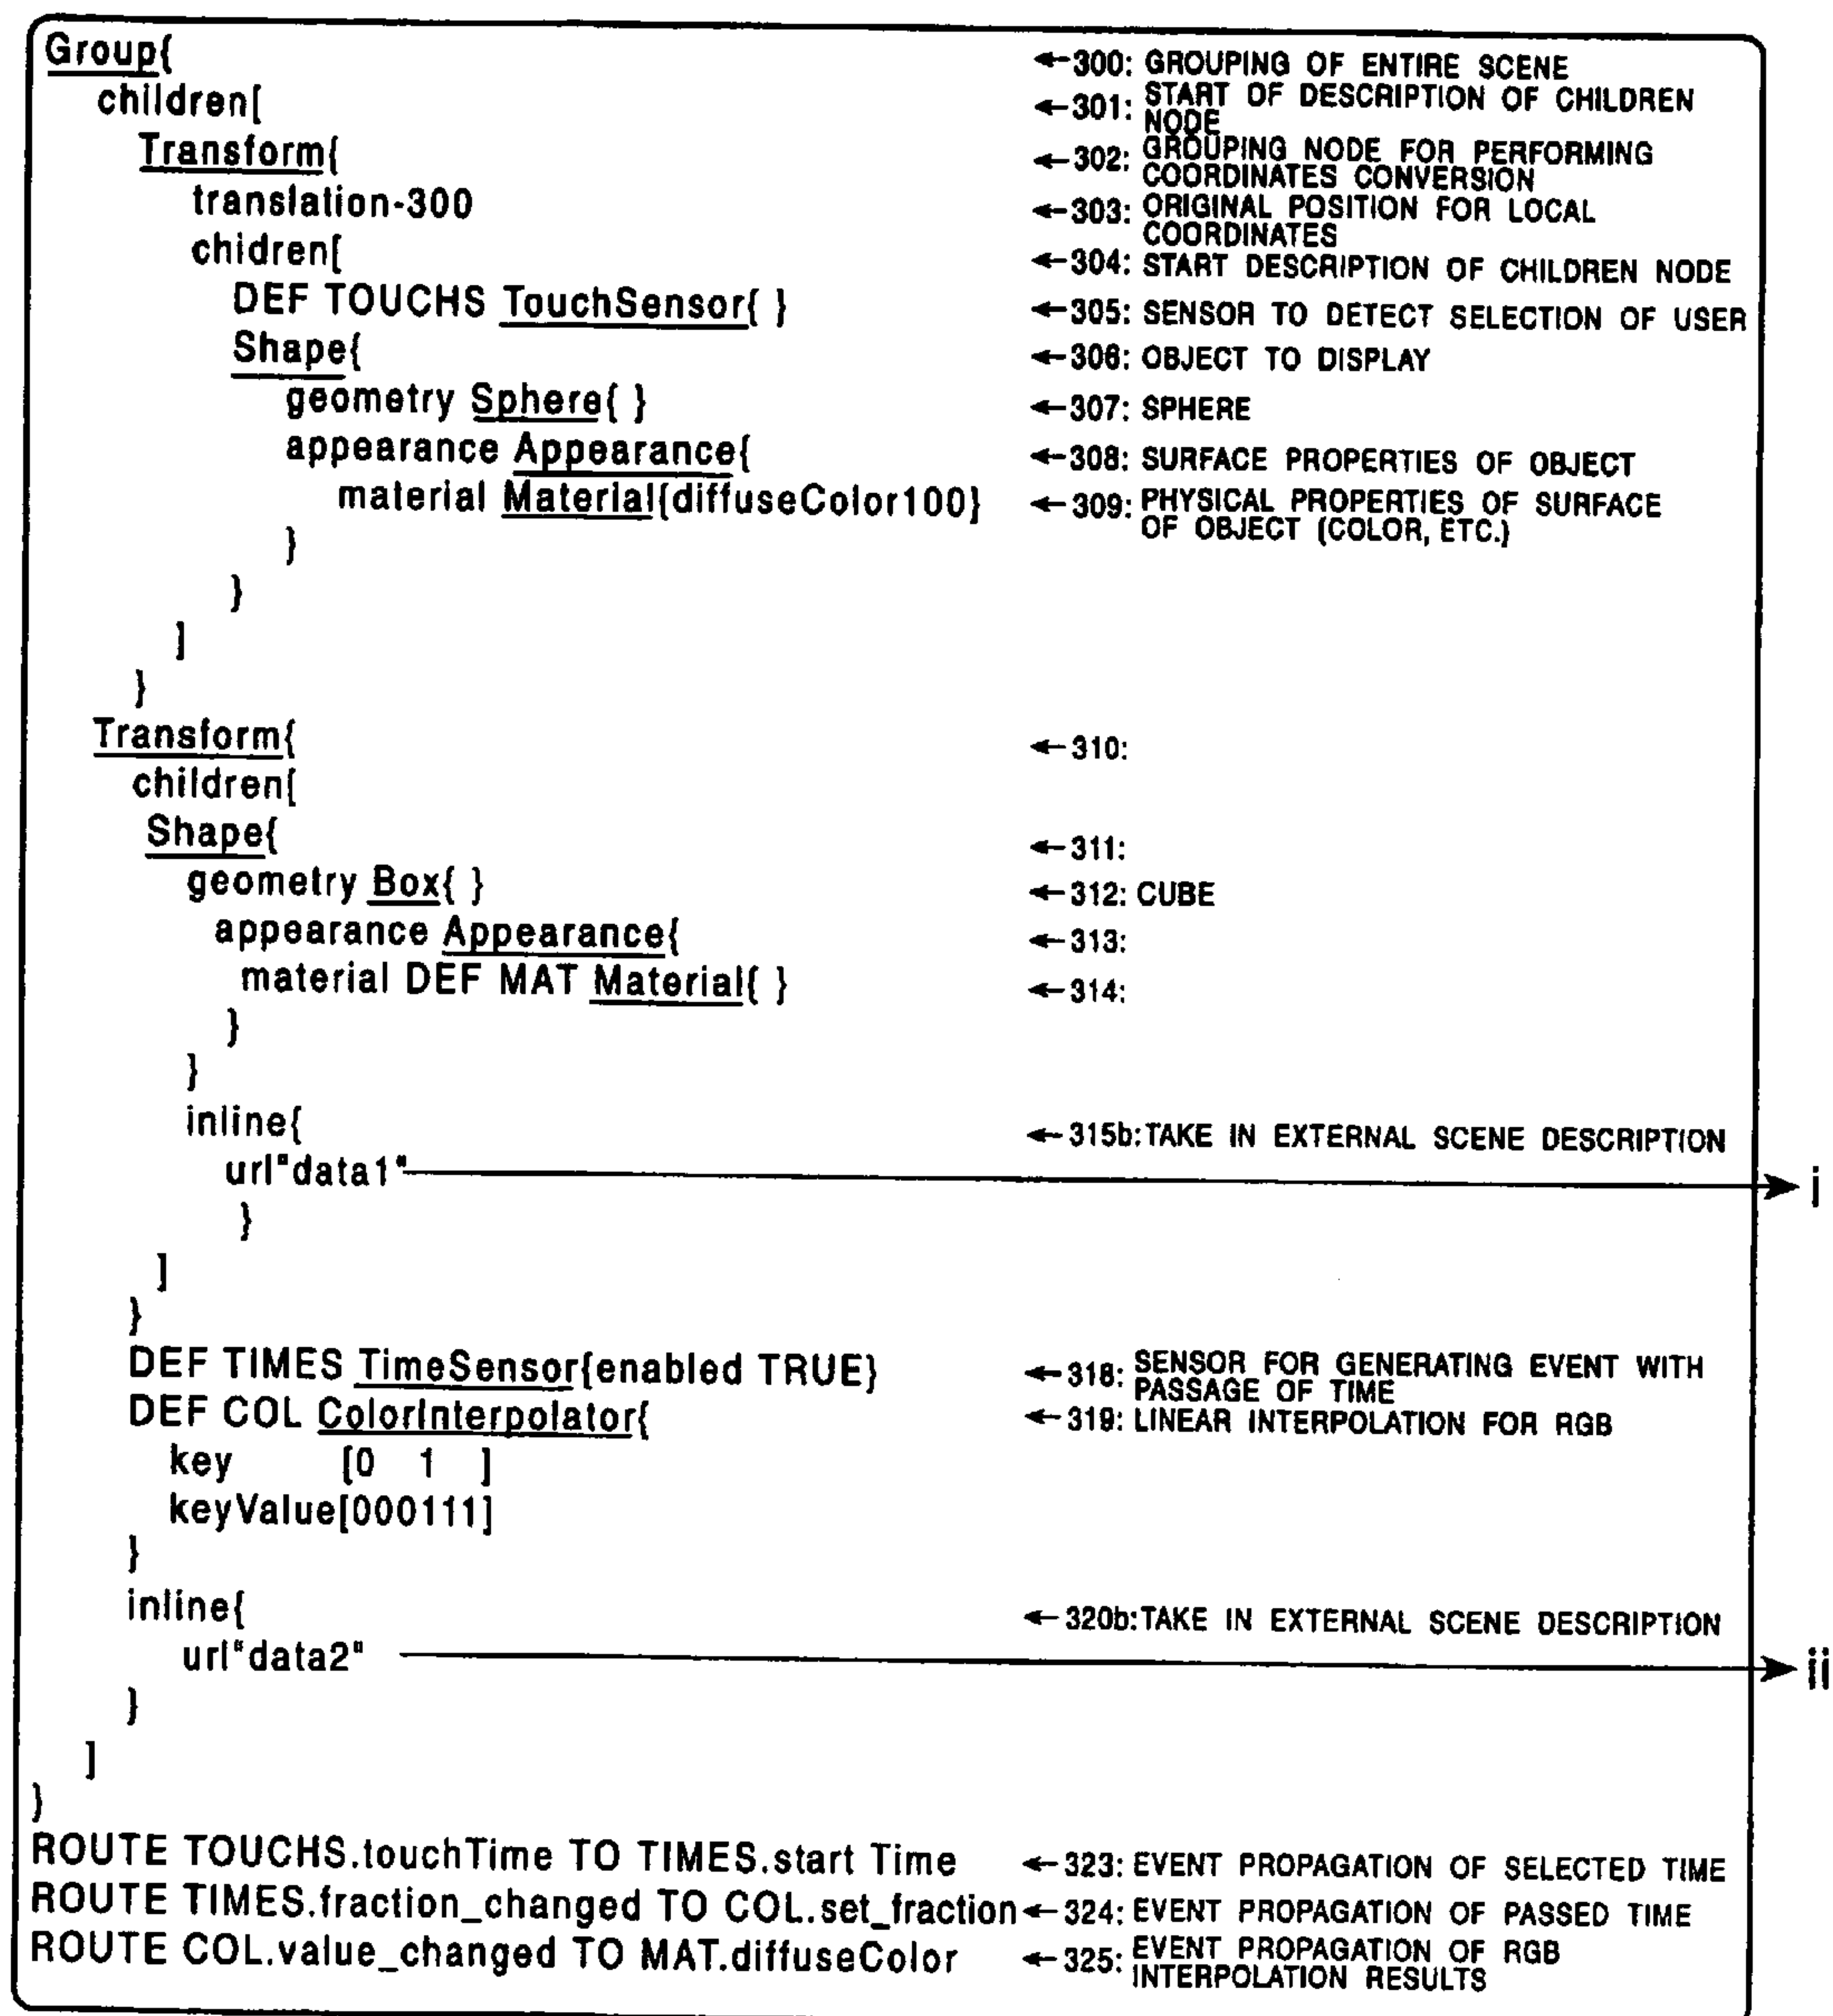 Group{ ←300: GROUPING OF ENTIRE SCENE
children[ ←301: START OF DESCRIPTION OF CHILDREN
NODE
Transform{ ←302: GROUPING NODE FOR PERFORMING
COORDINATES CONVERSION
translation-300 ←303: ORIGINAL POSITION FOR LOCAL
COORDINATES
chidren[ ←304: START DESCRIPTION OF CHILDREN NODE
DEF TOUCHS TouchSensor{ } ←305: SENSOR TO DETECT SELECTION OF USER
Shape{ ←306: OBJECT TO DISPLAY
geometry Sphere{ } ←307: SPHERE
appearance Appearance{ ←308: SURFACE PROPERTIES OF OBJECT
material Material{diffuseColor100} ←309: PHYSICAL PROPERTIES OF SURFACE
OF OBJECT (COLOR, ETC.)
}
}
]
}
Transform{ ←310:
children[
Shape{ ←311:
geometry Box{ } ←312: CUBE
appearance Appearance{ ←313:
material DEF MAT Material{ } ←314:
}
}
inline{ ←315b:TAKE IN EXTERNAL SCENE DESCRIPTION
url"data1" i
}
]
}
DEF TIMES TimeSensor{enabled TRUE} ←318: SENSOR FOR GENERATING EVENT WITH
PASSAGE OF TIME
DEF COL ColorInterpolator{ ←319: LINEAR INTERPOLATION FOR RGB
key [0 1 ]
keyValue[000111]
}
inline{ ←320b:TAKE IN EXTERNAL SCENE DESCRIPTION
url"data2" ii
}
]
}
ROUTE TOUCHS.touchTime TO TIMES.start Time ←323: EVENT PROPAGATION OF SELECTED TIME
ROUTE TIMES.fraction_changed TO COL.set_fraction←324: EVENT PROPAGATION OF PASSED TIME
ROUTE COL.value_changed TO MAT.diffuseColor ←325: EVENT PROPAGATION OF RGB
INTERPOLATION RESULTS